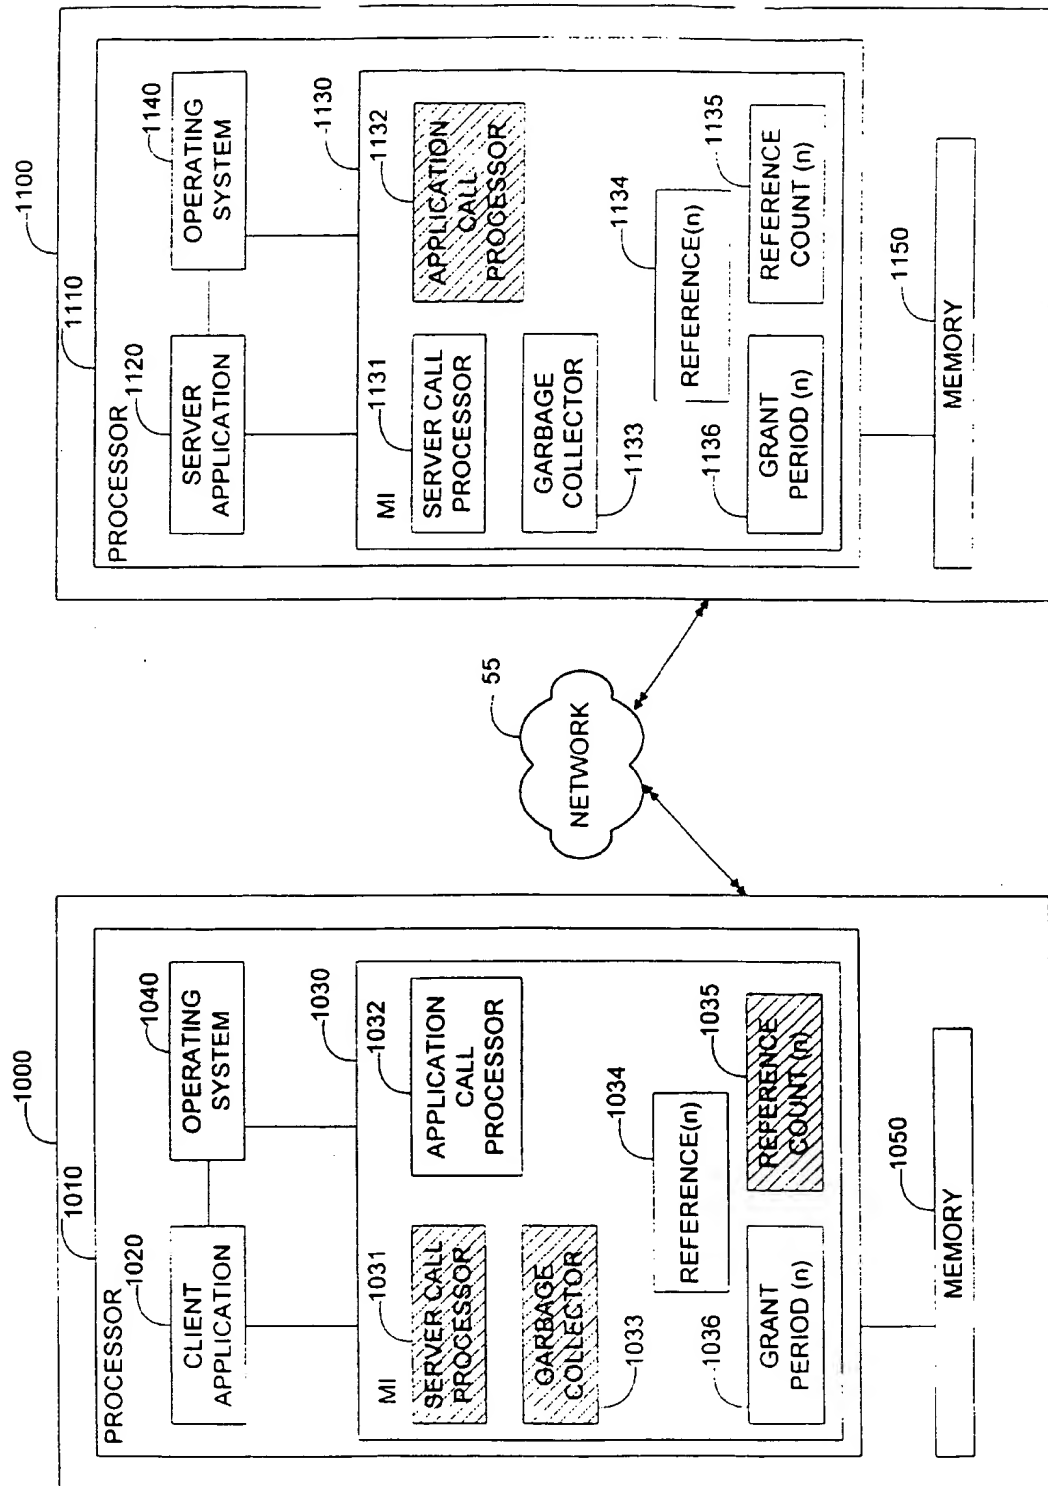 1000
1010
PROCESSOR
1020
CLIENT
APPLICATION
1040
OPERATING
SYSTEM
1030
MI
1031
SERVER CALL
PROCESSOR
1032
APPLICATION
CALL
PROCESSOR
GARBAGE
COLLECTOR
1033
1034
REFERENCE(n)
1036
GRANT
PERIOD (n)
1035
REFERENCE
COUNT (n)
1050
MEMORY
55
NETWORK
1100
1110
PROCESSOR
1120
SERVER
APPLICATION
1140
OPERATING
SYSTEM
1130
MI
1131
SERVER CALL
PROCESSOR
1132
APPLICATION
CALL
PROCESSOR
GARBAGE
COLLECTOR
1133
1134
REFERENCE(n)
1136
GRANT
PERIOD (n)
1135
REFERENCE
COUNT (n)
1150
MEMORY